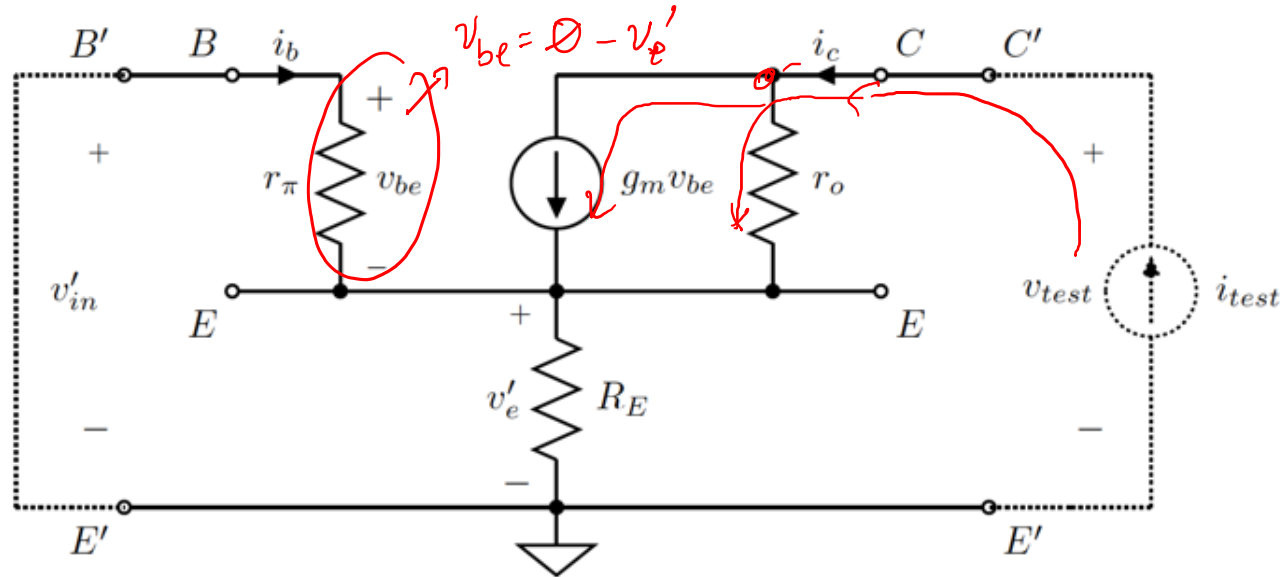 v_be = 0 - v_e'
B' B i_b i_c C C'
+ + +
r_π v_be g_m v_be r_o
−
v'_in v_test i_test
E + E
v'_e R_E
− − −
E' E'